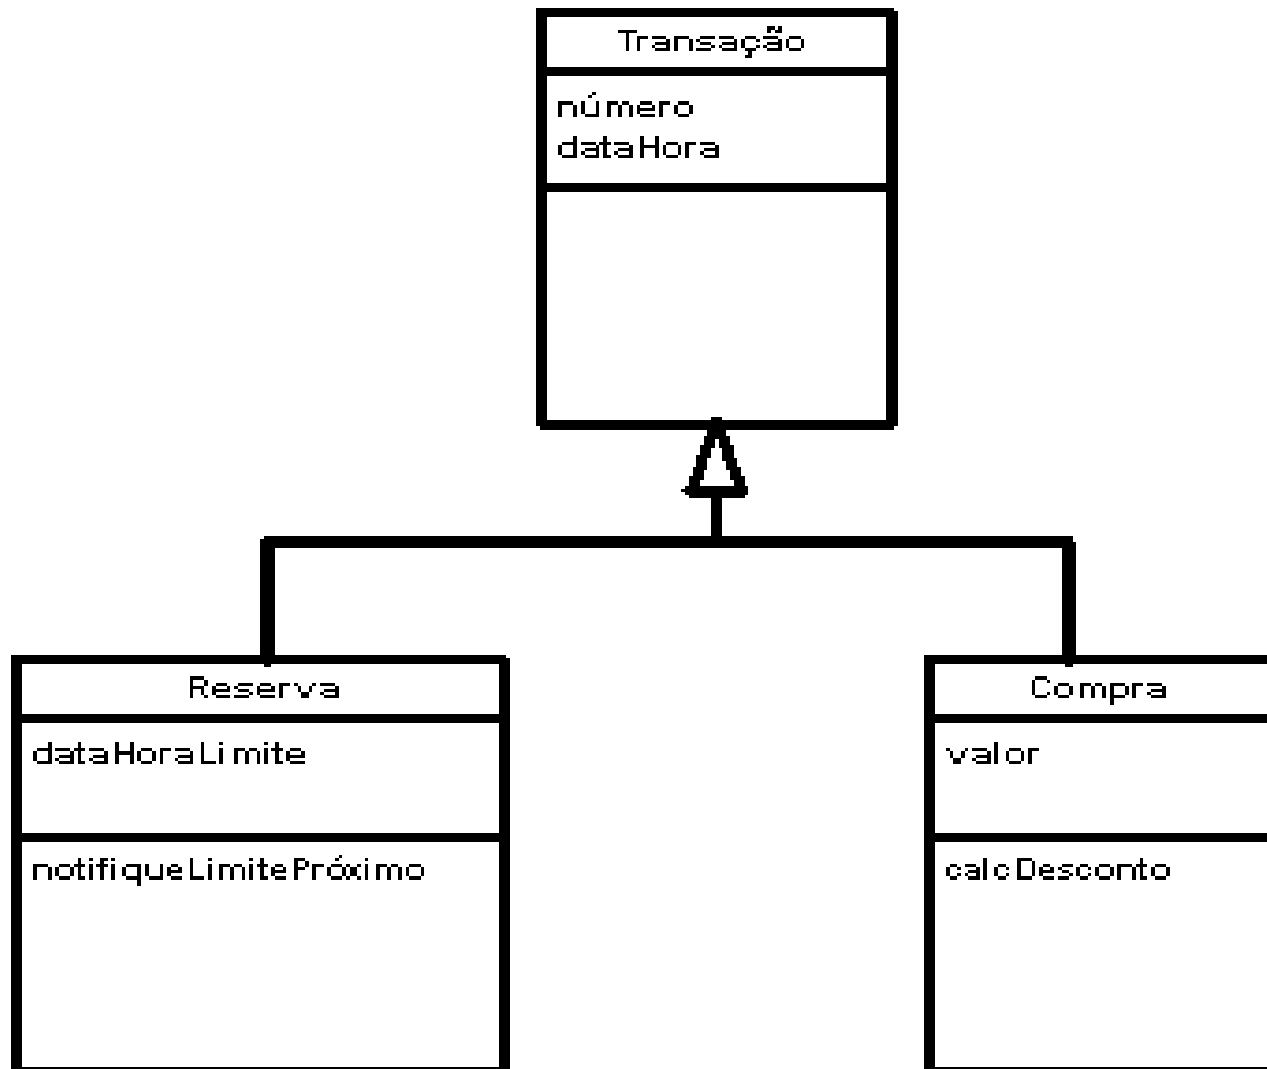 Transação
número
dataHora
Reserva
dataHoraLimite
notifiqueLimitePróximo
Compra
valor
calcDesconto